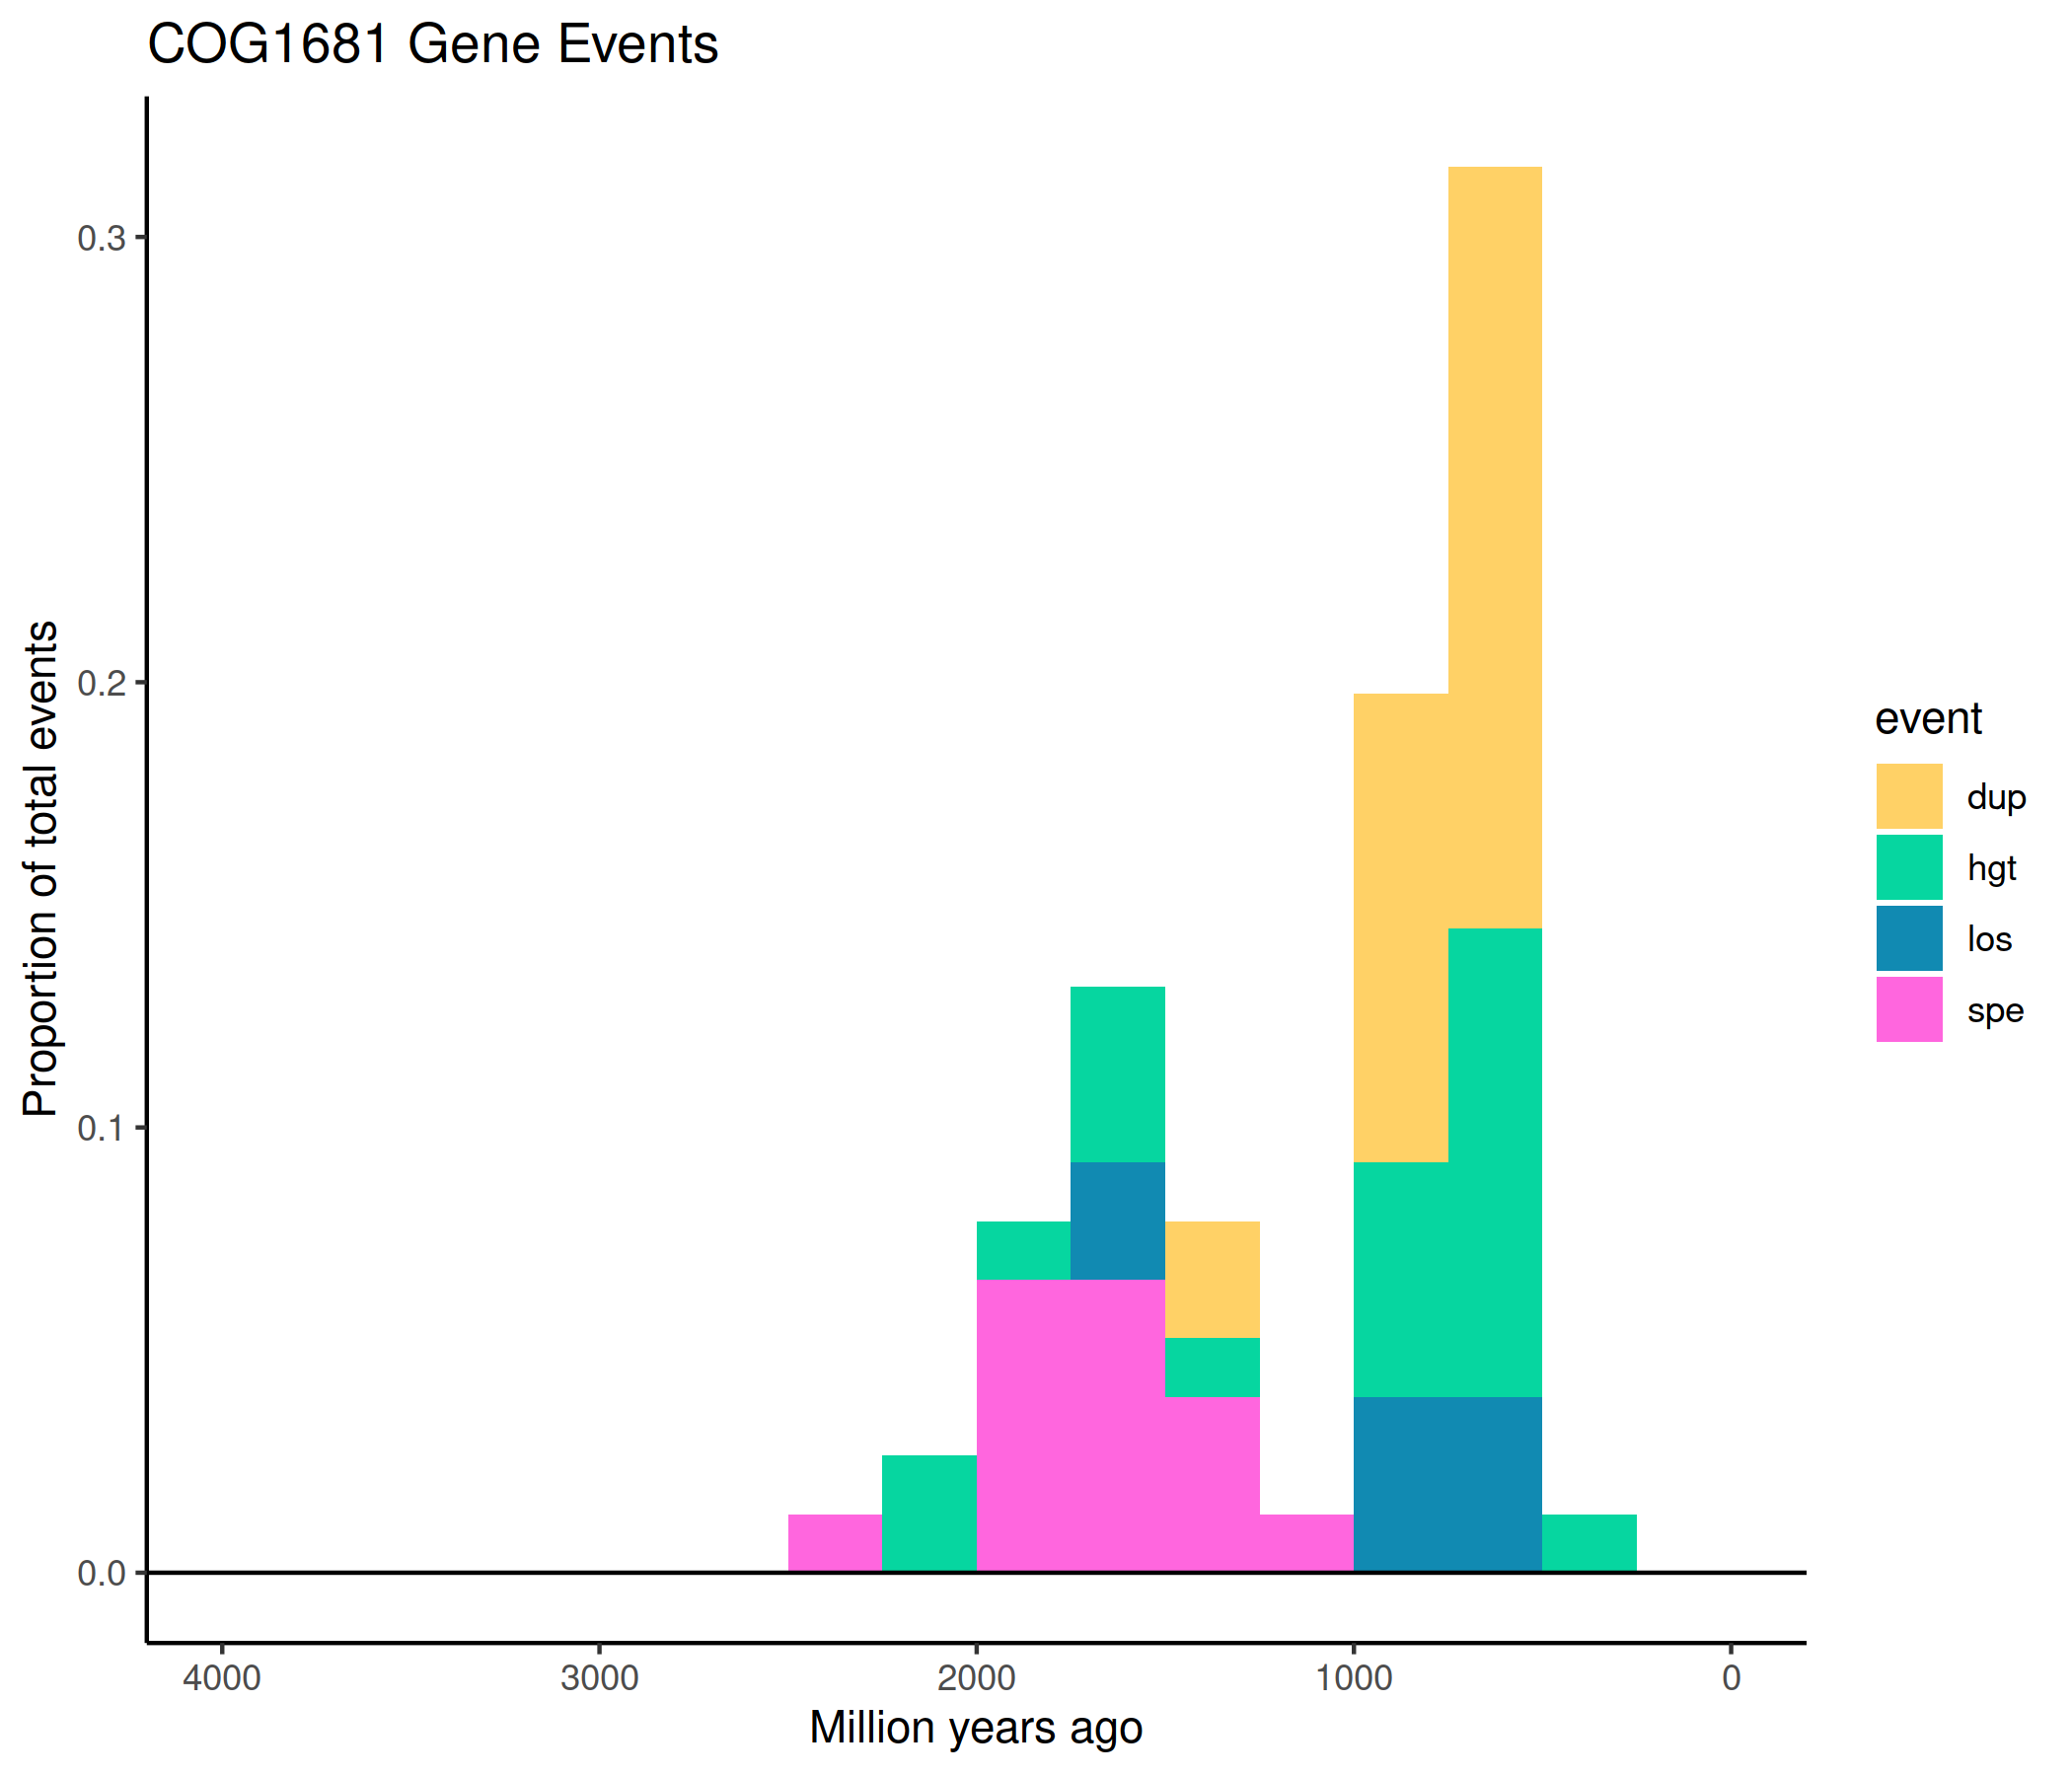 COG1681 Gene Events
Proportion of total events
0.3
0.2
0.1
0.0
4000 3000 2000 1000 0
Million years ago
event
dup
hgt
los
spe